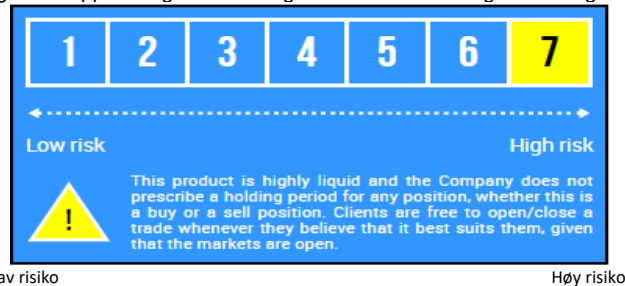 1 2 3 4 5 6 7
Low risk High risk
This product is highly liquid and the Company does not
prescribe a holding period for any position, whether this is
a buy or a sell position. Clients are free to open/close a
trade whenever they believe that it best suits them, given
that the markets are open.
!
av risiko Høy risiko